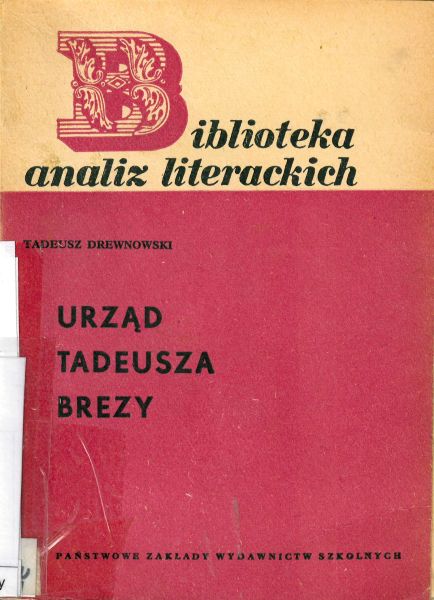 Biblioteka
analiz literackich
TADEUSZ DREWNOWSKI
URZĄD
TADEUSZA
BREZY
PAŃSTWOWE ZAKŁADY WYDAWNICTW SZKOLNYCH
y